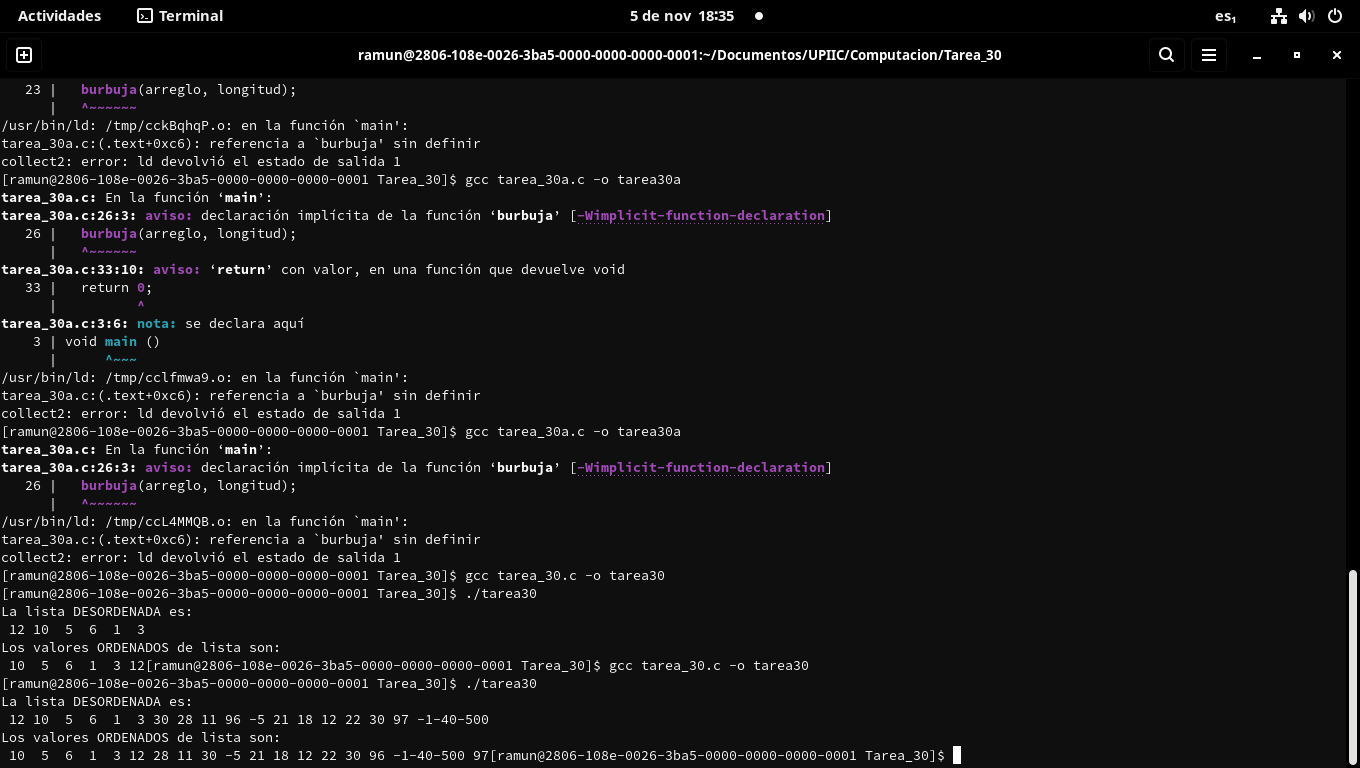 Actividades Terminal 5 de nov 18:35 es₁
ramun@2806-108e-0026-3ba5-0000-0000-0000-0001:~/Documentos/UPIIC/Computacion/Tarea_30
23 | burbuja(arreglo, longitud);
| ^~~~~~~
/usr/bin/ld: /tmp/cckBqhqP.o: en la función `main':
tarea_30a.c:(.text+0xc6): referencia a `burbuja' sin definir
collect2: error: ld devolvió el estado de salida 1
[ramun@2806-108e-0026-3ba5-0000-0000-0000-0001 Tarea_30]$ gcc tarea_30a.c -o tarea30a
tarea_30a.c: En la función ‘main’:
tarea_30a.c:26:3: aviso: declaración implícita de la función ‘burbuja’ [-Wimplicit-function-declaration]
26 | burbuja(arreglo, longitud);
| ^~~~~~~
tarea_30a.c:33:10: aviso: ‘return’ con valor, en una función que devuelve void
33 | return 0;
| ^
tarea_30a.c:3:6: nota: se declara aquí
3 | void main ()
| ^~~~
/usr/bin/ld: /tmp/cclfmwa9.o: en la función `main':
tarea_30a.c:(.text+0xc6): referencia a `burbuja' sin definir
collect2: error: ld devolvió el estado de salida 1
[ramun@2806-108e-0026-3ba5-0000-0000-0000-0001 Tarea_30]$ gcc tarea_30a.c -o tarea30a
tarea_30a.c: En la función ‘main’:
tarea_30a.c:26:3: aviso: declaración implícita de la función ‘burbuja’ [-Wimplicit-function-declaration]
26 | burbuja(arreglo, longitud);
| ^~~~~~~
/usr/bin/ld: /tmp/ccL4MMQB.o: en la función `main':
tarea_30a.c:(.text+0xc6): referencia a `burbuja' sin definir
collect2: error: ld devolvió el estado de salida 1
[ramun@2806-108e-0026-3ba5-0000-0000-0000-0001 Tarea_30]$ gcc tarea_30.c -o tarea30
[ramun@2806-108e-0026-3ba5-0000-0000-0000-0001 Tarea_30]$ ./tarea30
La lista DESORDENADA es:
12 10  5  6  1  3
Los valores ORDENADOS de lista son:
10  5  6  1  3 12[ramun@2806-108e-0026-3ba5-0000-0000-0000-0001 Tarea_30]$ gcc tarea_30.c -o tarea30
[ramun@2806-108e-0026-3ba5-0000-0000-0000-0001 Tarea_30]$ ./tarea30
La lista DESORDENADA es:
12 10  5  6  1  3 30 28 11 96 -5 21 18 12 22 30 97 -1-40-500
Los valores ORDENADOS de lista son:
10  5  6  1  3 12 28 11 30 -5 21 18 12 22 30 96 -1-40-500 97[ramun@2806-108e-0026-3ba5-0000-0000-0000-0001 Tarea_30]$